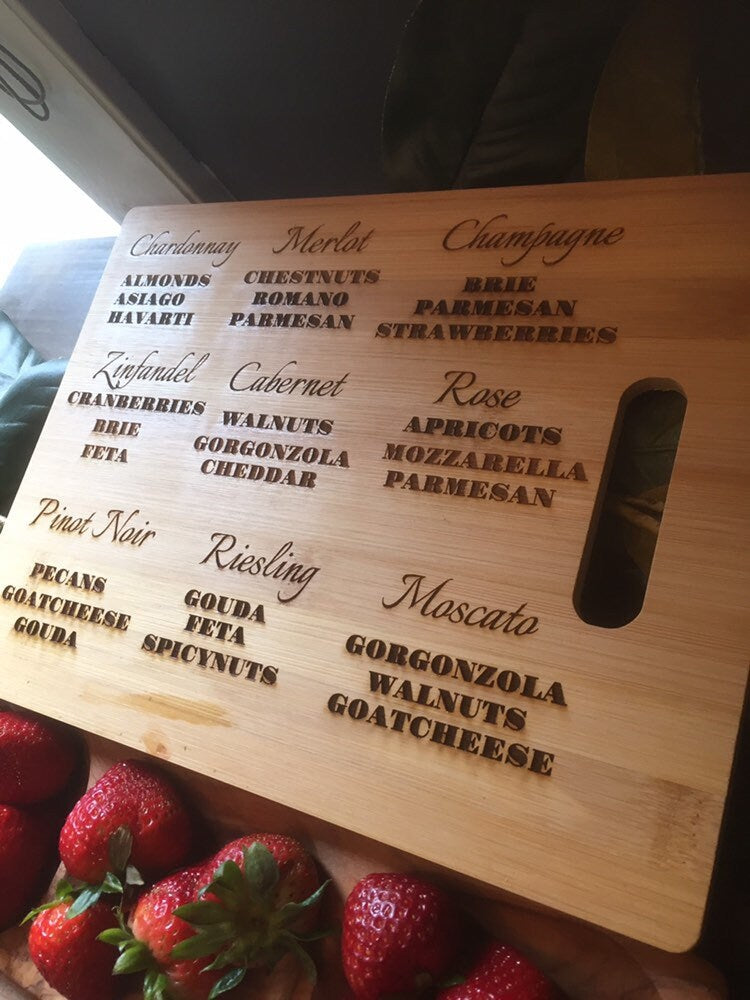 Chardonnay
ALMONDS
ASIAGO
HAVARTI
Merlot
CHESTNUTS
ROMANO
PARMESAN
Champagne
BRIE
PARMESAN
STRAWBERRIES
Zinfandel
CRANBERRIES
BRIE
FETA
Cabernet
WALNUTS
GORGONZOLA
CHEDDAR
Rose
APRICOTS
MOZZARELLA
PARMESAN
Pinot Noir
PECANS
GOATCHEESE
GOUDA
Riesling
GOUDA
FETA
SPICYNUTS
Moscato
GORGONZOLA
WALNUTS
GOATCHEESE